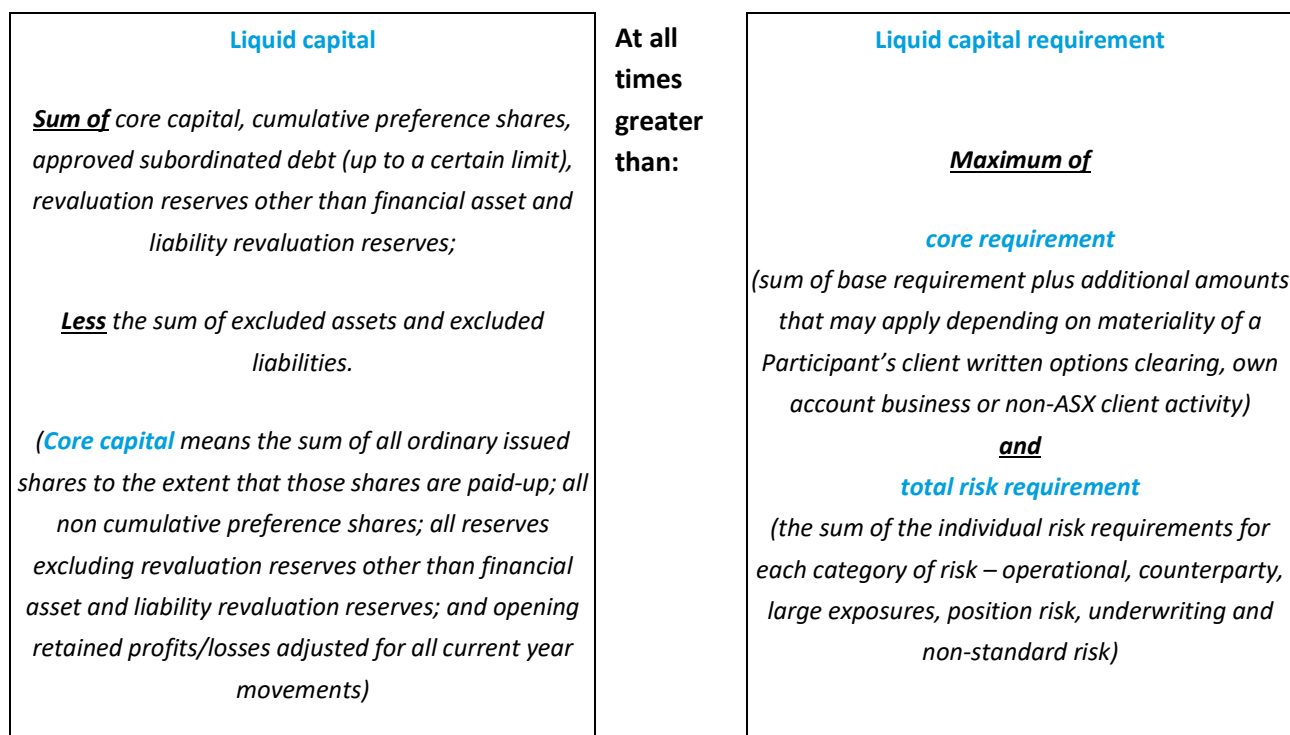 Liquid capital
Sum of core capital, cumulative preference shares,
approved subordinated debt (up to a certain limit),
revaluation reserves other than financial asset and
liability revaluation reserves;
Less the sum of excluded assets and excluded
liabilities.
(Core capital means the sum of all ordinary issued
shares to the extent that those shares are paid-up; all
non cumulative preference shares; all reserves
excluding revaluation reserves other than financial
asset and liability revaluation reserves; and opening
retained profits/losses adjusted for all current year
movements)
At all
times
greater
than:
Liquid capital requirement
Maximum of
core requirement
(sum of base requirement plus additional amounts
that may apply depending on materiality of a
Participant’s client written options clearing, own
account business or non-ASX client activity)
and
total risk requirement
(the sum of the individual risk requirements for
each category of risk – operational, counterparty,
large exposures, position risk, underwriting and
non-standard risk)